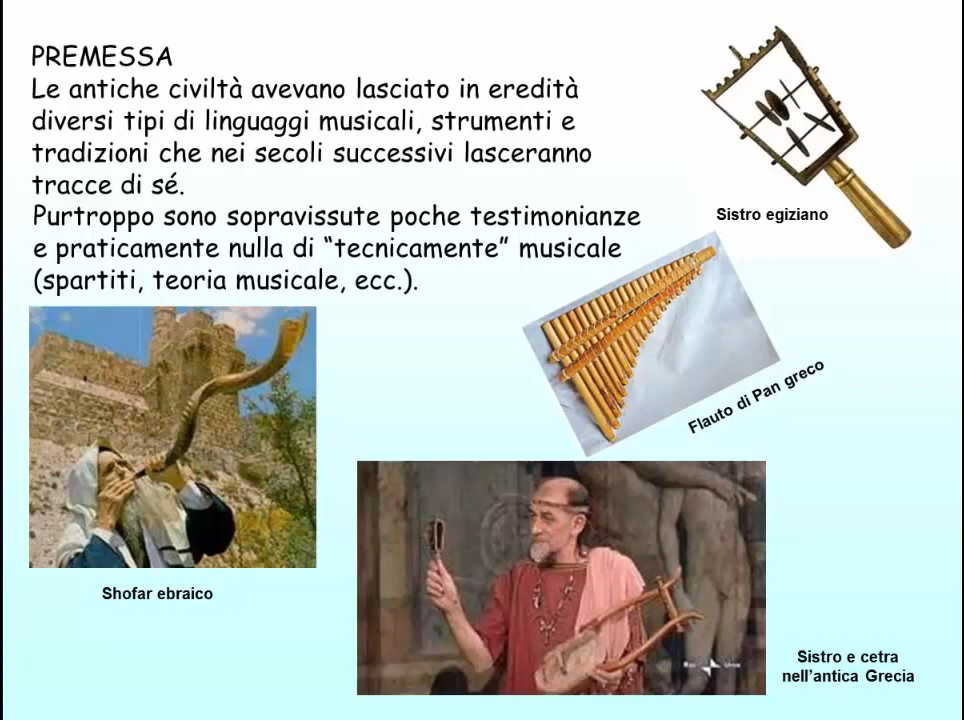 PREMESSA
Le antiche civiltà avevano lasciato in eredità
diversi tipi di linguaggi musicali, strumenti e
tradizioni che nei secoli successivi lasceranno
tracce di sé.
Purtroppo sono sopravissute poche testimonianze
e praticamente nulla di “tecnicamente” musicale
(spartiti, teoria musicale, ecc.).
Sistro egiziano
Flauto di Pan greco
Shofar ebraico
Sistro e cetra
nell’antica Grecia